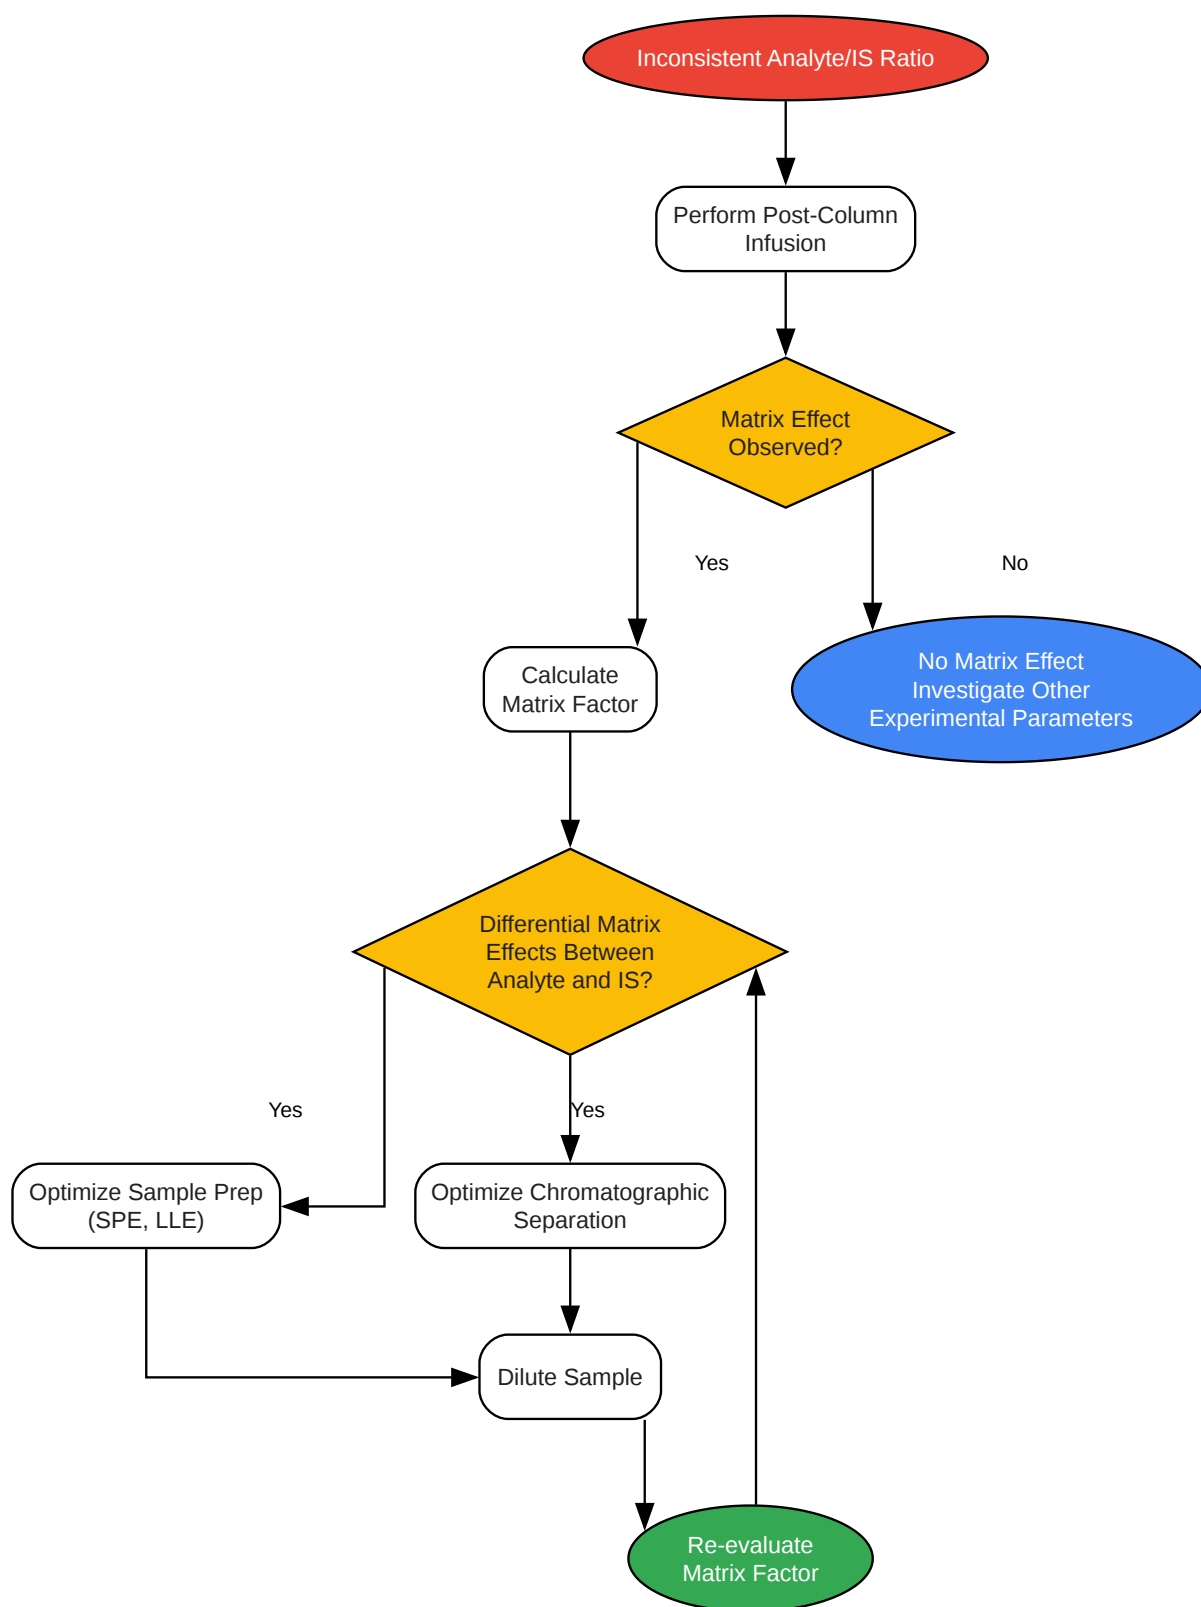 Inconsistent Analyte/IS Ratio
Perform Post-Column
Infusion
Matrix Effect
Observed?
Yes
No
Calculate
Matrix Factor
No Matrix Effect
Investigate Other
Experimental Parameters
Differential Matrix
Effects Between
Analyte and IS?
Yes
Yes
Optimize Sample Prep
(SPE, LLE)
Optimize Chromatographic
Separation
Dilute Sample
Re-evaluate
Matrix Factor